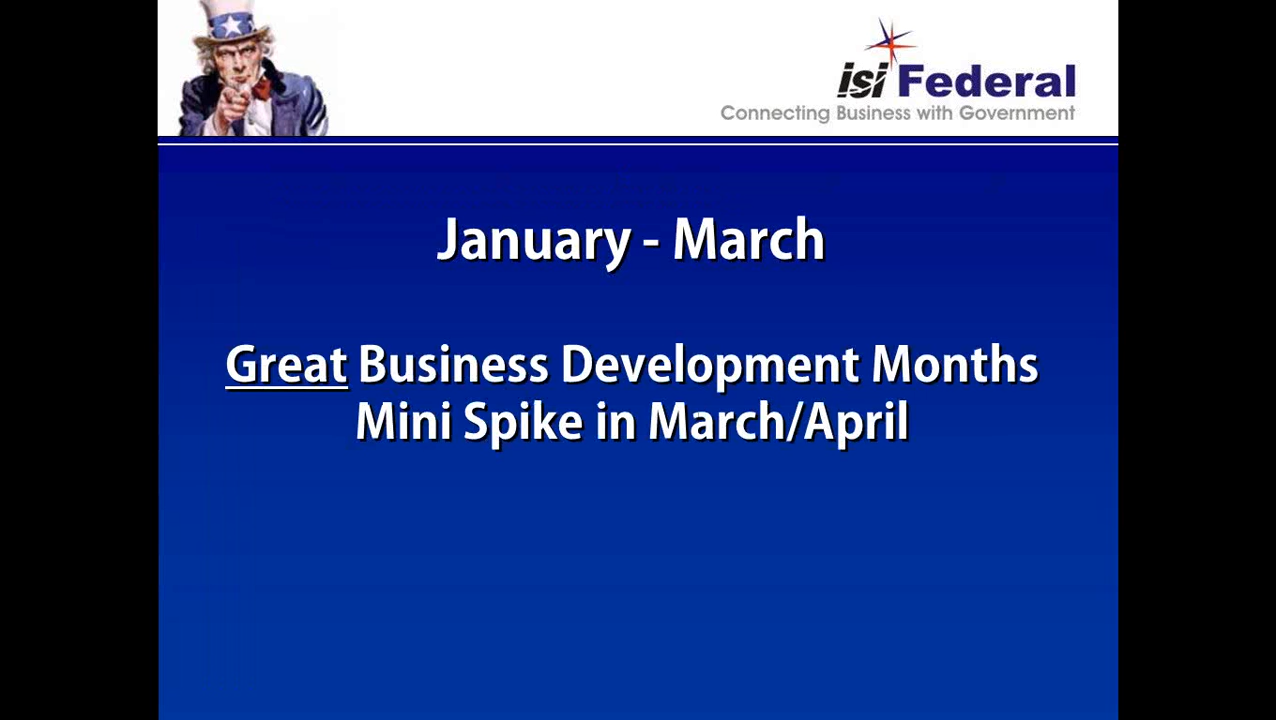 isi Federal
Connecting Business with Government
January - March
Great Business Development Months
Mini Spike in March/April